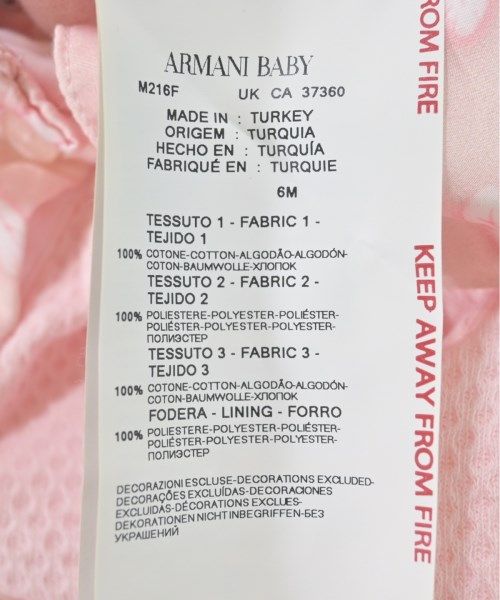 ARMANI BABY
M216F UK CA 37360
MADE IN : TURKEY
ORIGEM : TURQUIA
HECHO EN : TURQUÍA
FABRIQUÉ EN : TURQUIE
6M
TESSUTO 1 - FABRIC 1 -
TEJIDO 1
100% COTONE-COTTON-ALGODÃO-ALGODÓN-
COTON-BAUMWOLLE-ХЛОПОК
TESSUTO 2 - FABRIC 2 -
TEJIDO 2
100% POLIESTERE-POLYESTER-POLIÉSTER-
POLIÉSTER-POLYESTER-POLYESTER-
ПОЛИЭСТЕР
TESSUTO 3 - FABRIC 3 -
TEJIDO 3
100% COTONE-COTTON-ALGODÃO-ALGODÓN-
COTON-BAUMWOLLE-ХЛОПОК
FODERA - LINING - FORRO
100% POLIESTERE-POLYESTER-POLIÉSTER-
POLIÉSTER-POLYESTER-POLYESTER-
ПОЛИЭСТЕР
DECORAZIONI ESCLUSE-DECORATIONS EXCLUDED-
DECORAÇÕES EXCLUÍDAS-DECORACIONES
EXCLUIDAS-DÉCORATIONS EXCLUES-
DEKORATIONEN NICHT INBEGRIFFEN-БЕЗ
УКРАШЕНИЙ
ROM FIRE
KEEP AWAY FROM FIRE